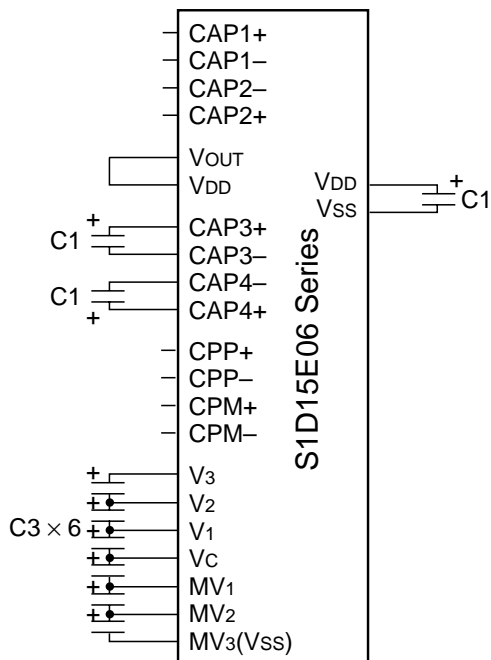 CAP1+
CAP1–
CAP2–
CAP2+
VOUT
VDD
VDD
+
C1
VSS
+
C1
CAP3+
CAP3–
C1
+
CAP4–
CAP4+
S1D15E06 Series
CPP+
CPP–
CPM+
CPM–
+
V3
+
V2
C3 × 6
+
V1
+
VC
+
MV1
+
MV2
MV3(VSS)